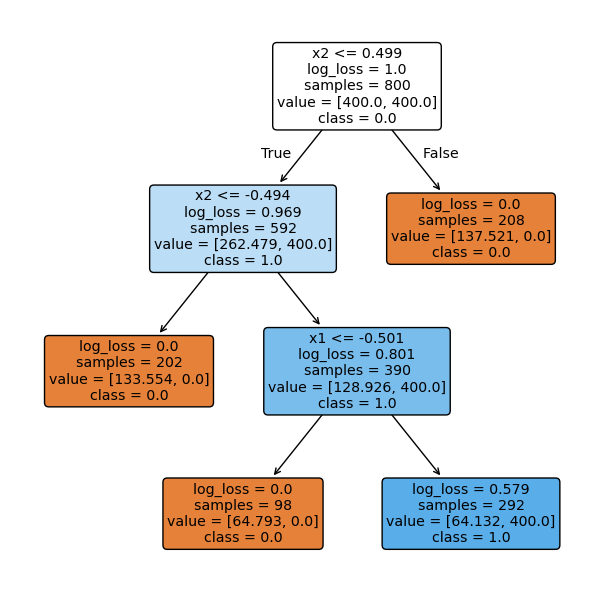 x2 <= 0.499
log_loss = 1.0
samples = 800
value = [400.0, 400.0]
class = 0.0
True
False
x2 <= -0.494
log_loss = 0.969
samples = 592
value = [262.479, 400.0]
class = 1.0
log_loss = 0.0
samples = 208
value = [137.521, 0.0]
class = 0.0
log_loss = 0.0
samples = 202
value = [133.554, 0.0]
class = 0.0
x1 <= -0.501
log_loss = 0.801
samples = 390
value = [128.926, 400.0]
class = 1.0
log_loss = 0.0
samples = 98
value = [64.793, 0.0]
class = 0.0
log_loss = 0.579
samples = 292
value = [64.132, 400.0]
class = 1.0